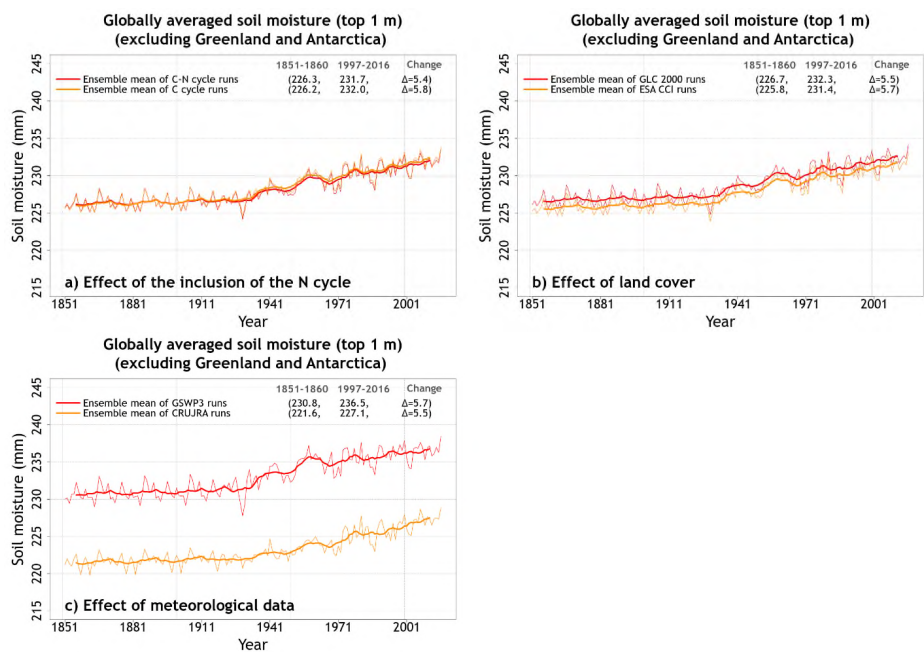 Globally averaged soil moisture (top 1 m)
(excluding Greenland and Antarctica)
1851-1860 1997-2016 Change
Ensemble mean of C-N cycle runs (226.3, 231.7, Δ=5.4)
Ensemble mean of C cycle runs (226.2, 232.0, Δ=5.8)
Soil moisture (mm)
245
240
235
230
225
220
215
a) Effect of the inclusion of the N cycle
1851 1881 1911 1941 1971 2001
Year
Globally averaged soil moisture (top 1 m)
(excluding Greenland and Antarctica)
1851-1860 1997-2016 Change
Ensemble mean of GLC 2000 runs (226.7, 232.3, Δ=5.5)
Ensemble mean of ESA CCI runs (225.8, 231.4, Δ=5.7)
Soil moisture (mm)
245
240
235
230
225
220
215
b) Effect of land cover
1851 1881 1911 1941 1971 2001
Year
Globally averaged soil moisture (top 1 m)
(excluding Greenland and Antarctica)
1851-1860 1997-2016 Change
Ensemble mean of GSWP3 runs (230.8, 236.5, Δ=5.7)
Ensemble mean of CRUJRA runs (221.6, 227.1, Δ=5.5)
Soil moisture (mm)
245
240
235
230
225
220
215
c) Effect of meteorological data
1851 1881 1911 1941 1971 2001
Year